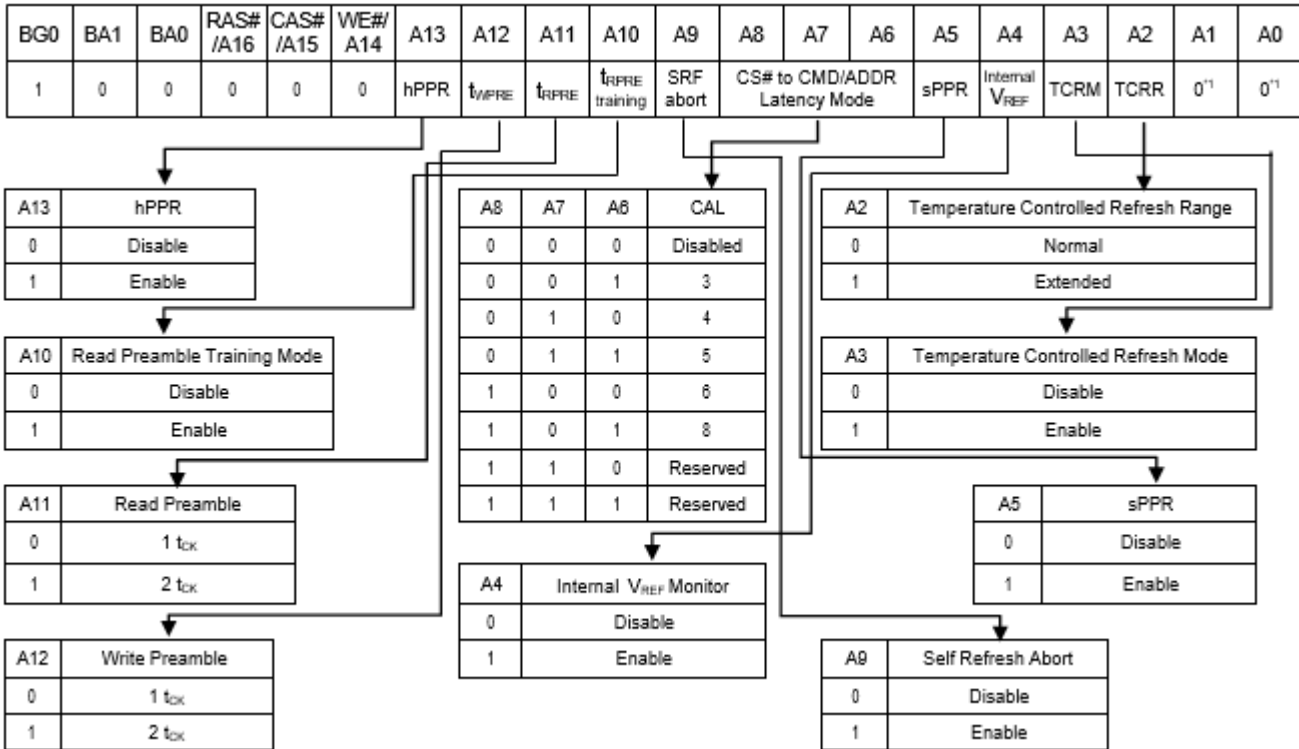 BG0 BA1 BA0 RAS# /A16 CAS# /A15 WE#/ A14 A13 A12 A11 A10 A9 A8 A7 A6 A5 A4 A3 A2 A1 A0
1 0 0 0 0 0 hPPR tWPRE tRPRE tRPRE training SRF abort CS# to CMD/ADDR Latency Mode sPPR Internal VREF TCRM TCRR 0*1 0*1
A13 hPPR
0 Disable
1 Enable
A10 Read Preamble Training Mode
0 Disable
1 Enable
A11 Read Preamble
0 1 tCK
1 2 tCK
A12 Write Preamble
0 1 tCK
1 2 tCK
A8 A7 A6 CAL
0 0 0 Disabled
0 0 1 3
0 1 0 4
0 1 1 5
1 0 0 6
1 0 1 8
1 1 0 Reserved
1 1 1 Reserved
A4 Internal VREF Monitor
0 Disable
1 Enable
A2 Temperature Controlled Refresh Range
0 Normal
1 Extended
A3 Temperature Controlled Refresh Mode
0 Disable
1 Enable
A5 sPPR
0 Disable
1 Enable
A9 Self Refresh Abort
0 Disable
1 Enable